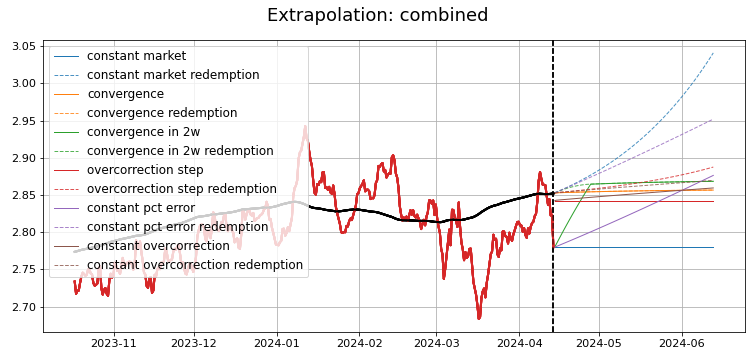 Extrapolation: combined
3.05
3.00
2.95
2.90
2.85
2.80
2.75
2.70
constant market
constant market redemption
convergence
convergence redemption
convergence in 2w
convergence in 2w redemption
overcorrection step
overcorrection step redemption
constant pct error
constant pct error redemption
constant overcorrection
constant overcorrection redemption
2023-11 2023-12 2024-01 2024-02 2024-03 2024-04 2024-05 2024-06